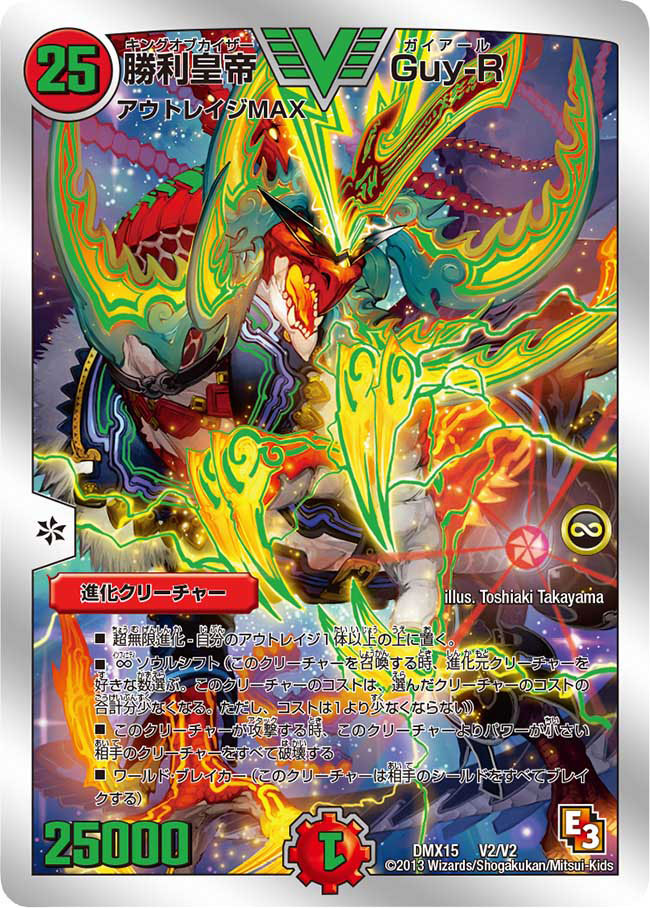 キングオブカイザー ガイアール
25 勝利皇帝 V Guy-R
アウトレイジMAX
∞
進化クリーチャー
illus. Toshiaki Takayama
■ 超無限進化 - 自分のアウトレイジ1体以上の上に置く。
■ ∞ソウルシフト(このクリーチャーを召喚する時、進化元クリーチャーを
好きな数選ぶ。このクリーチャーのコストは、選んだクリーチャーのコストの
合計分少なくなる。ただし、コストは1より少なくならない)
■ このクリーチャーが攻撃する時、このクリーチャーよりパワーが小さい
相手のクリーチャーをすべて破壊する
■ ワールド・ブレイカー(このクリーチャーは相手のシールドをすべてブレイ
クする)
25000
1
DMX15 V2/V2
E3
©2013 Wizards/Shogakukan/Mitsui-Kids